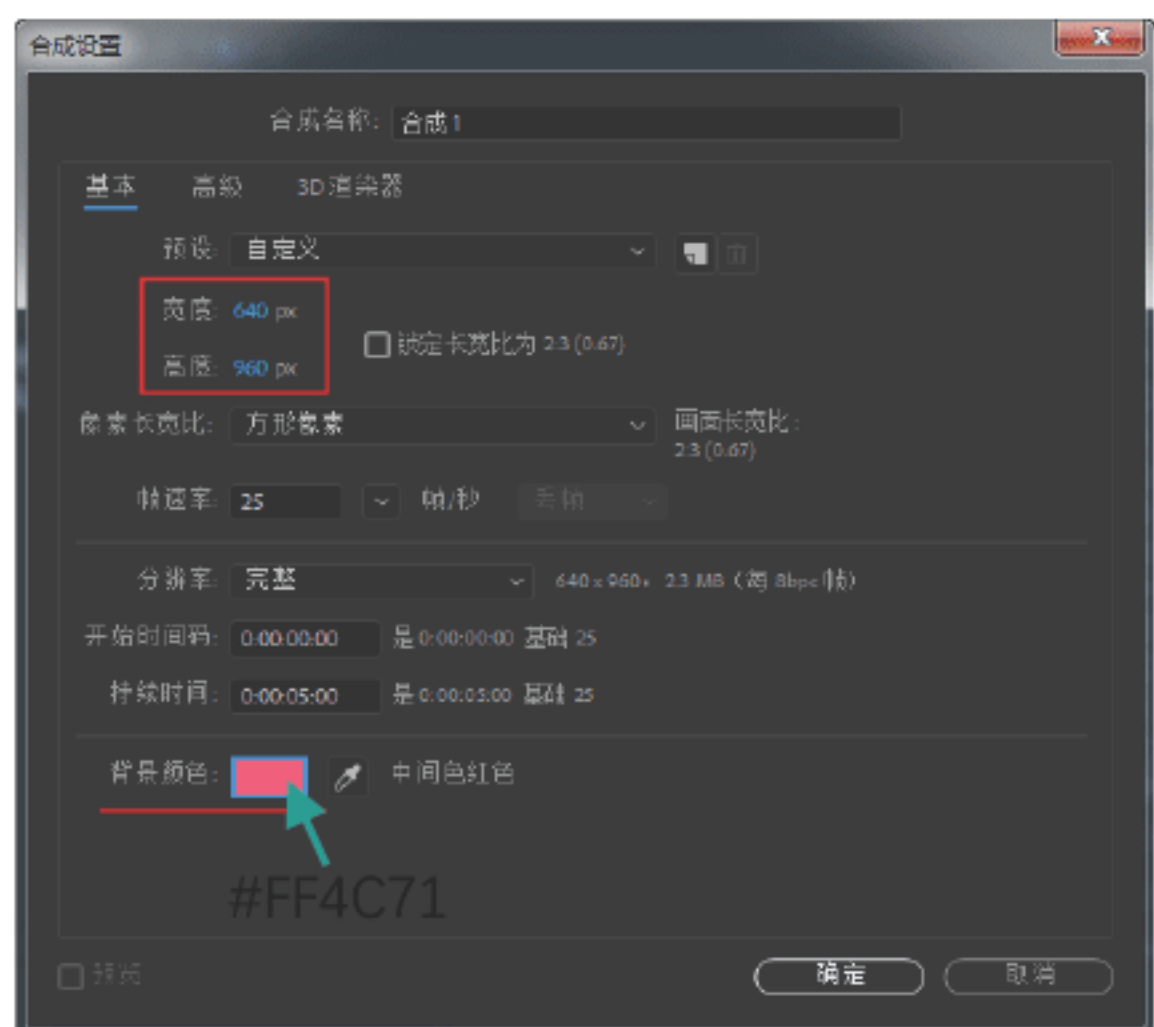 合成设置
合成名称: 合成 1
基本 高级 3D 渲染器
预设: 自定义
宽度: 640 px
锁定长宽比为 2:3 (0.67)
高度: 960 px
像素长宽比: 方形像素 画面长宽比:
2:3 (0.67)
帧速率: 25 帧/秒 丢帧
分辨率: 完整 640 x 960，2.3 MB（每 8bpc 帧）
开始时间码: 0:00:00:00 是 0:00:00:00 基础 25
持续时间: 0:00:05:00 是 0:00:05:00 基础 25
背景颜色: 中间色红色
#FF4C71
预览 确定 取消